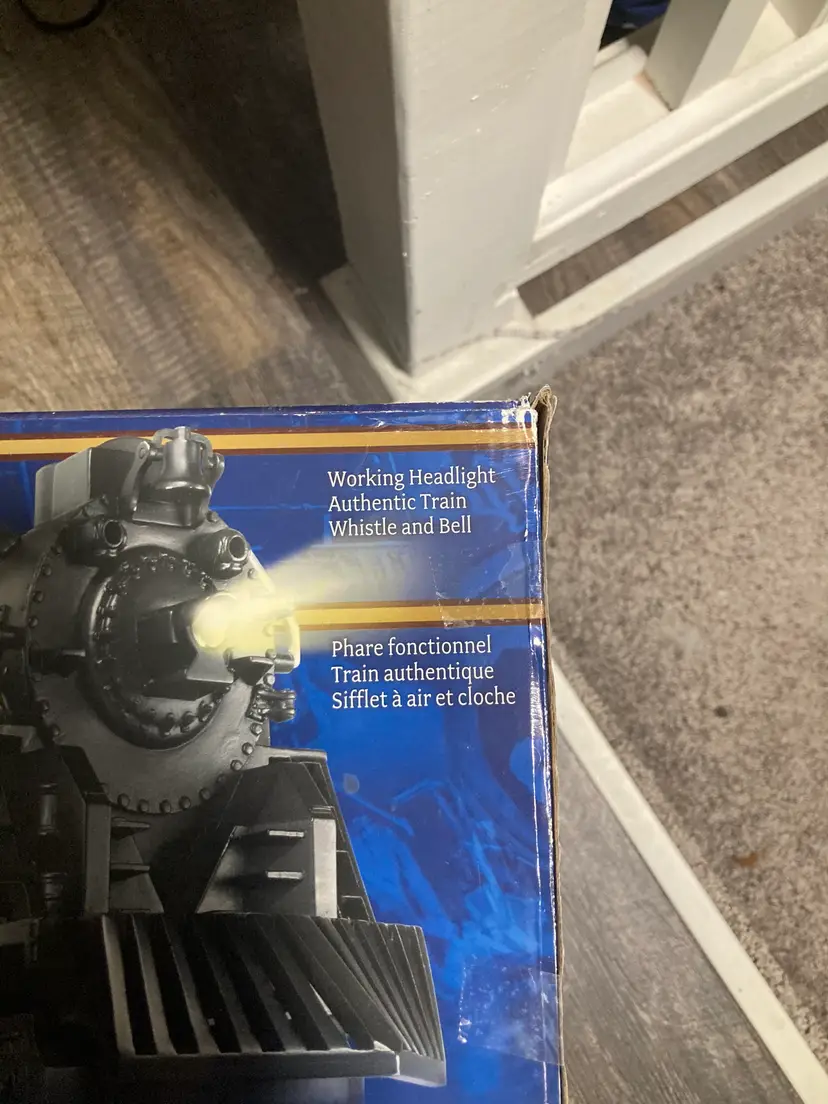 Working Headlight
Authentic Train
Whistle and Bell
Phare fonctionnel
Train authentique
Sifflet à air et cloche